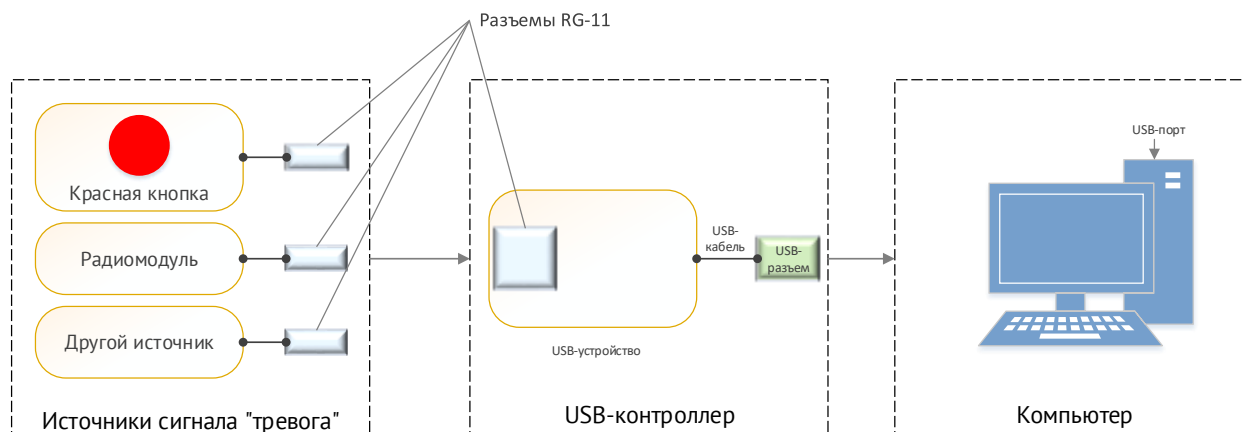 Разъемы RG-11
Красная кнопка
Радиомодуль
Другой источник
Источники сигнала "тревога"
USB-
кабель
USB-
разъем
USB-устройство
USB-контроллер
USB-порт
Компьютер